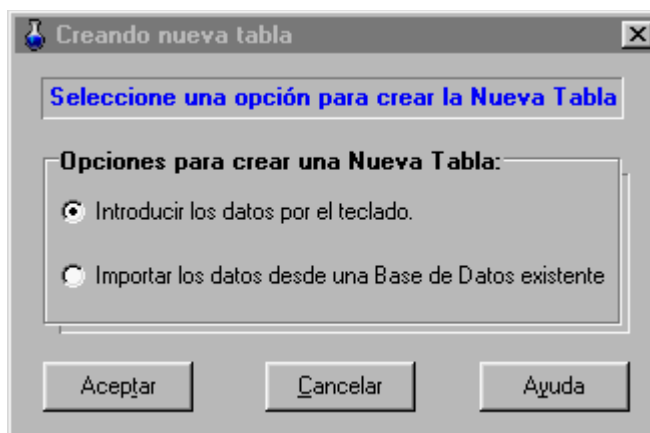 Creando nueva tabla
Seleccione una opción para crear la Nueva Tabla
Opciones para crear una Nueva Tabla:
Introducir los datos por el teclado.
Importar los datos desde una Base de Datos existente
Aceptar Cancelar Ayuda